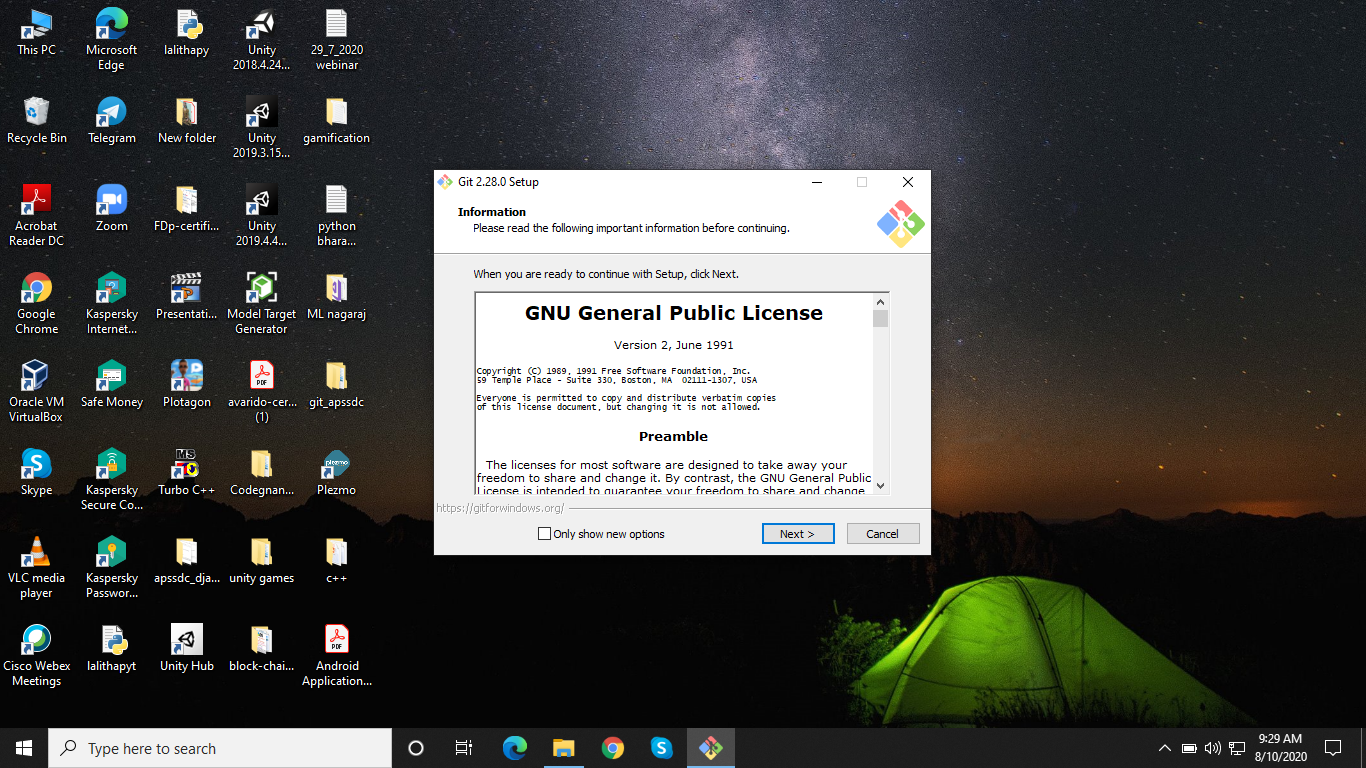 This PC
Microsoft
Edge
lalithapy
Unity
2018.4.24...
29_7_2020
webinar
Recycle Bin
Telegram
New folder
Unity
2019.3.15...
gamification
Acrobat
Reader DC
Zoom
FDp-certifi...
Unity
2019.4.4...
python
bhara...
Google
Chrome
Kaspersky
Internet...
Presentati...
Model Target
Generator
ML nagaraj
Oracle VM
VirtualBox
Safe Money
Plotagon
avarido-cer...
(1)
git_apssdc
Skype
Kaspersky
Secure Co...
MS
Turbo C++
Codegnan...
plezmo
Plezmo
VLC media
player
Kaspersky
Passwor...
apssdc_dja...
unity games
c++
Cisco Webex
Meetings
lalithapyt
Unity Hub
block-chai...
PDF
Android
Application...
Git 2.28.0 Setup
Information
Please read the following important information before continuing.
When you are ready to continue with Setup, click Next.
GNU General Public License
Version 2, June 1991
Copyright (C) 1989, 1991 Free Software Foundation, Inc.
59 Temple Place - Suite 330, Boston, MA  02111-1307, USA
Everyone is permitted to copy and distribute verbatim copies
of this license document, but changing it is not allowed.
Preamble
The licenses for most software are designed to take away your
freedom to share and change it. By contrast, the GNU General Public
License is intended to guarantee your freedom to share and change
https://gitforwindows.org/
Only show new options
Next >
Cancel
Type here to search
9:29 AM
8/10/2020